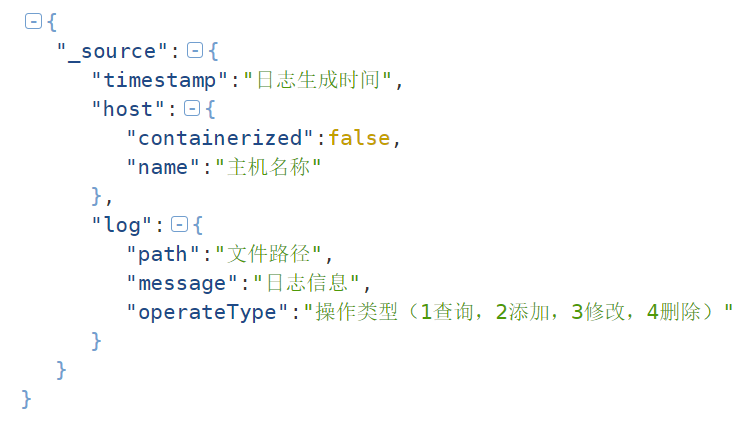 {
"_source":{
"timestamp":"日志生成时间",
"host":{
"containerized":false,
"name":"主机名称"
},
"log":{
"path":"文件路径",
"message":"日志信息",
"operateType":"操作类型（1查询，2添加，3修改，4删除）"
}
}
}